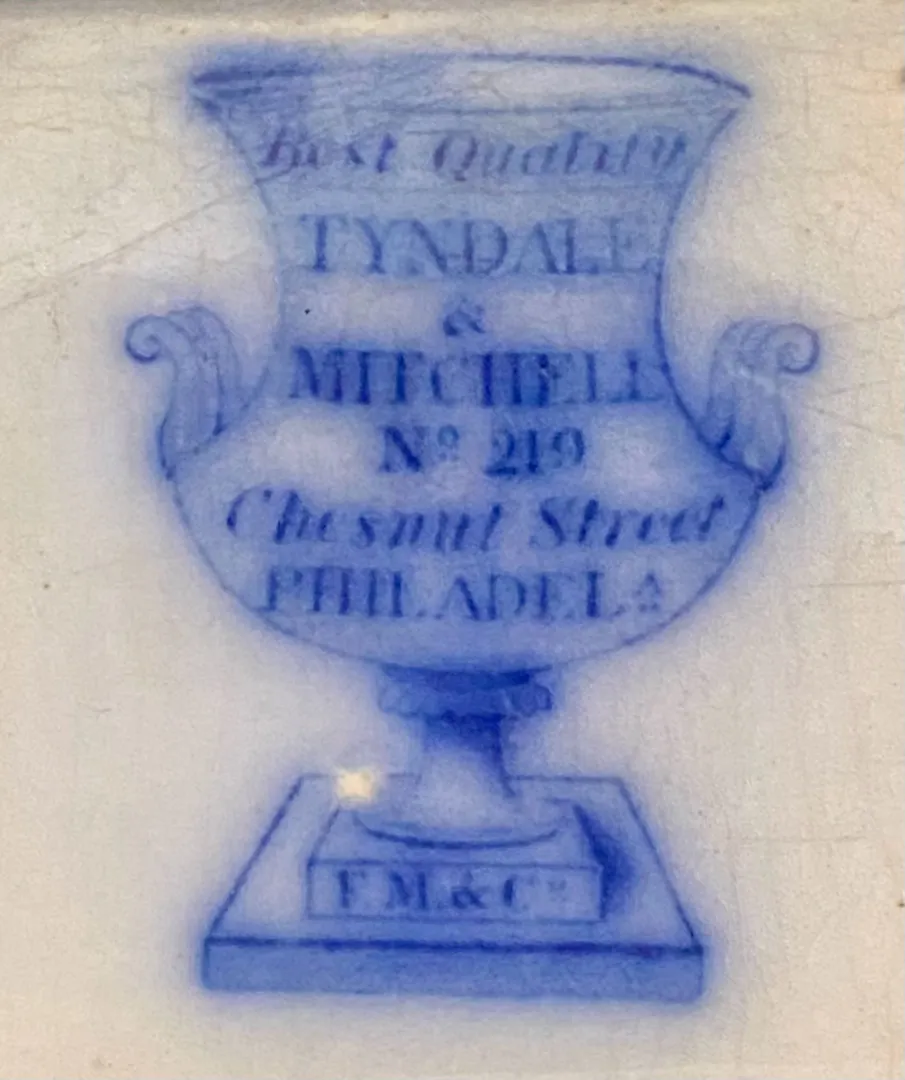 Best Quality
TYNDALE
&
MITCHELL
Nº 219
Chesnut Street
PHILADELª
F. M. & Cº